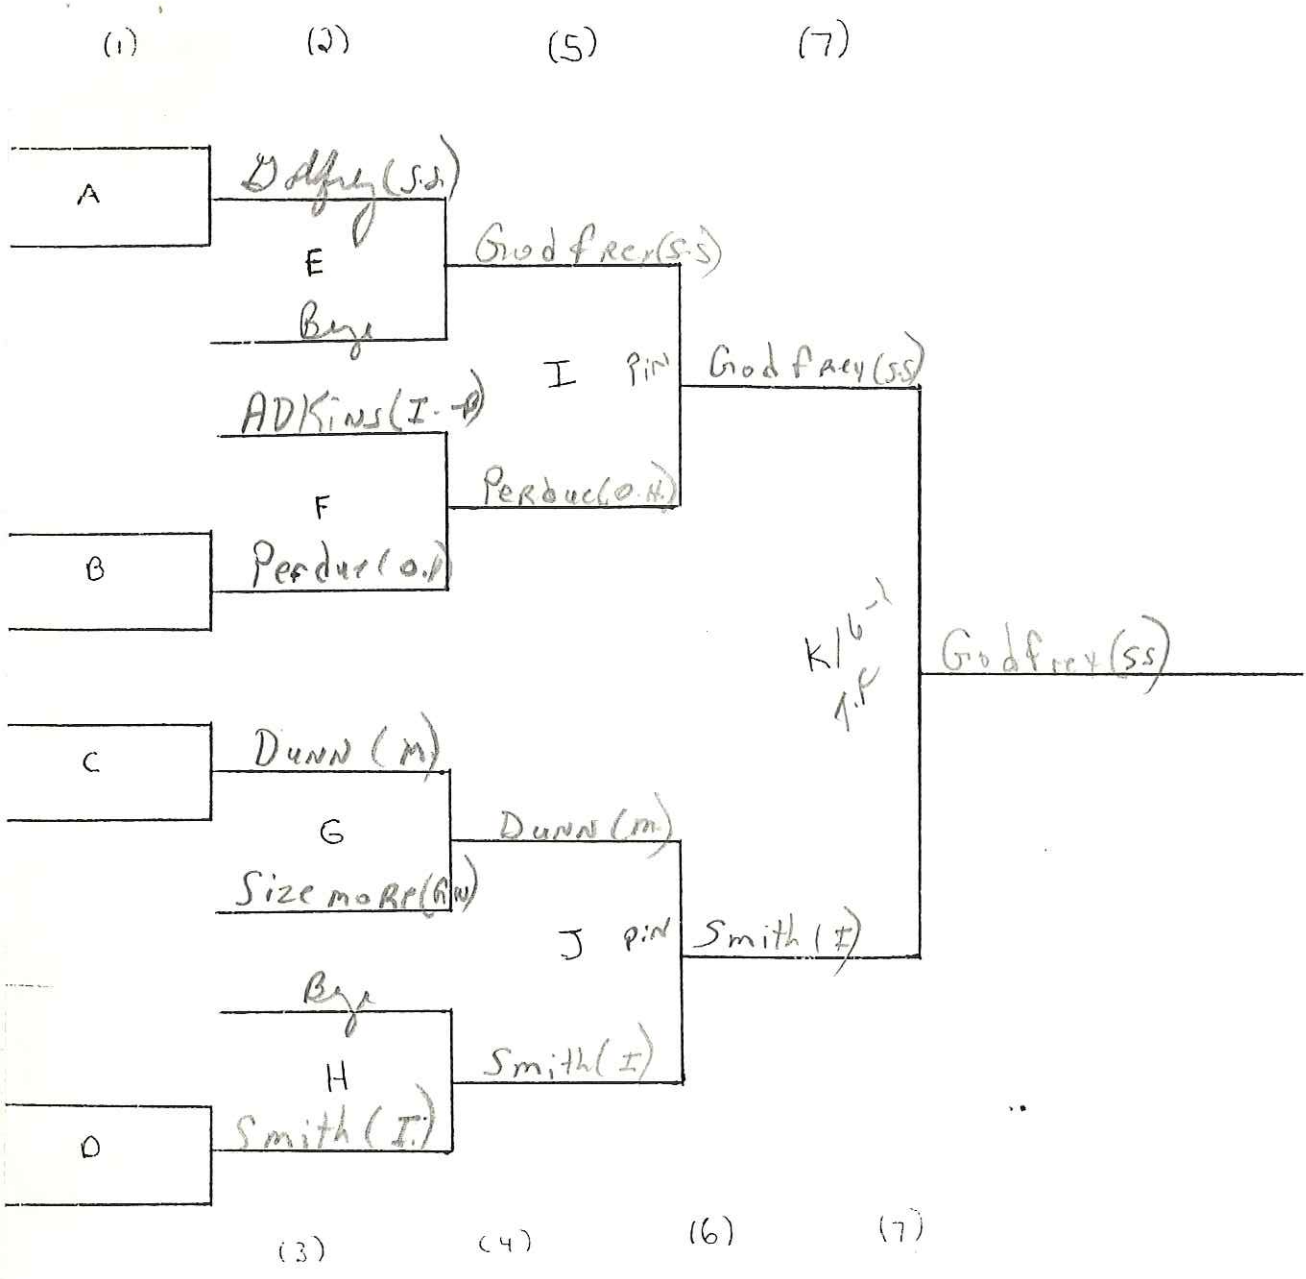 (1) (2) (5) (7)
A
Godfrey (S.S.)
E
Godfrey (S.S)
Bye
I Pin
Godfrey (S.S)
ADKiNS (I.
F
Perdue (O.H.)
B
Perdue (O.
K/6-1
Godfrey (SS)
C
Dunn (M)
G
Dunn (M.)
Sizemore (GW)
J Pin
Smith (I)
Bye
H
Smith (I)
D
Smith (I.)
(3) (4) (6) (7)